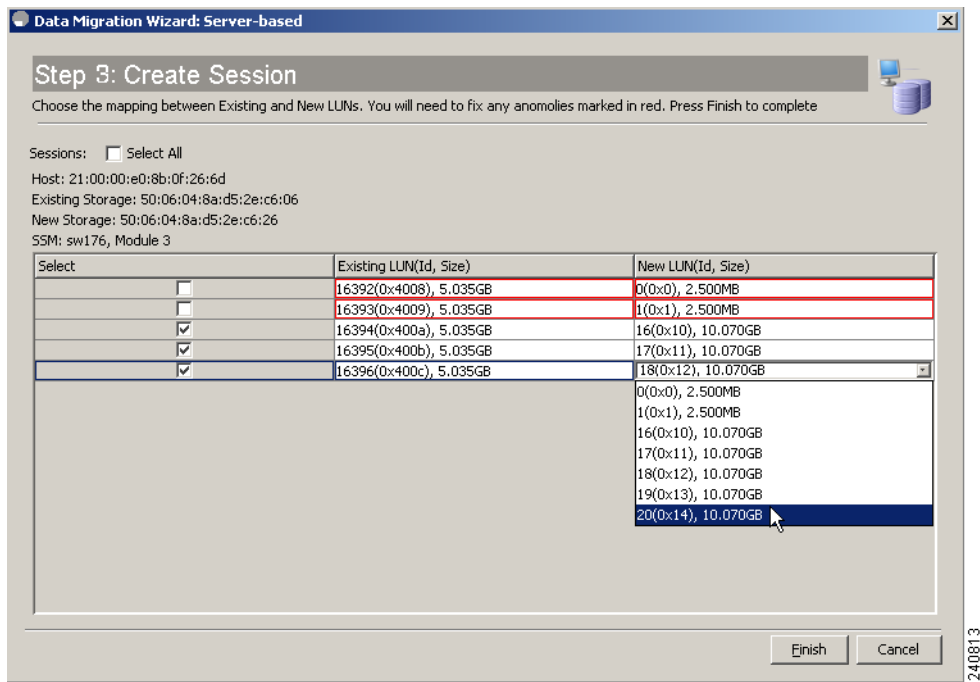 Data Migration Wizard: Server-based
Step 3: Create Session
Choose the mapping between Existing and New LUNs. You will need to fix any anomolies marked in red. Press Finish to complete
Sessions: Select All
Host: 21:00:00:e0:8b:0f:26:6d
Existing Storage: 50:06:04:8a:d5:2e:c6:06
New Storage: 50:06:04:8a:d5:2e:c6:26
SSM: sw176, Module 3
Select Existing LUN(Id, Size) New LUN(Id, Size)
16392(0x4008), 5.035GB 0(0x0), 2.500MB
16393(0x4009), 5.035GB 1(0x1), 2.500MB
16394(0x400a), 5.035GB 16(0x10), 10.070GB
16395(0x400b), 5.035GB 17(0x11), 10.070GB
16396(0x400c), 5.035GB 18(0x12), 10.070GB
0(0x0), 2.500MB
1(0x1), 2.500MB
16(0x10), 10.070GB
17(0x11), 10.070GB
18(0x12), 10.070GB
19(0x13), 10.070GB
20(0x14), 10.070GB
Finish Cancel
240813